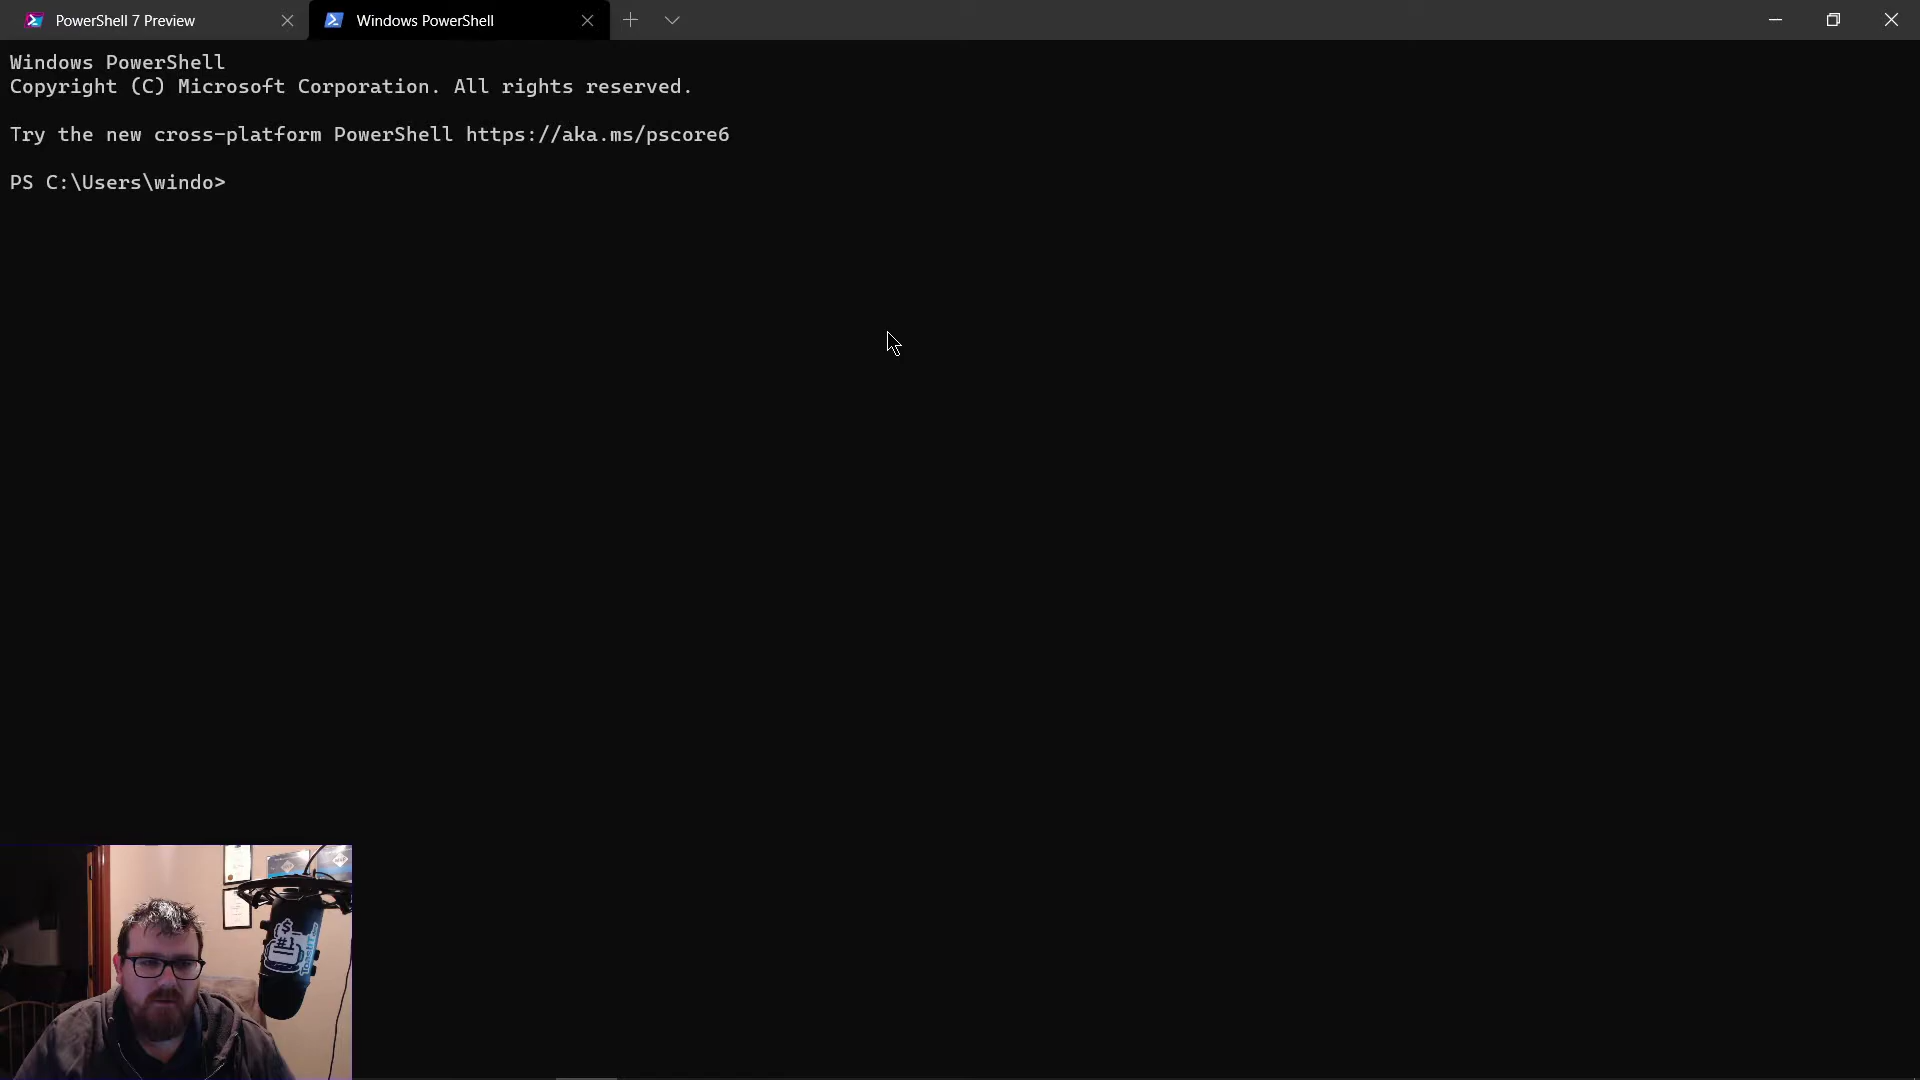 PowerShell 7 Preview
Windows PowerShell
Windows PowerShell
Copyright (C) Microsoft Corporation. All rights reserved.
Try the new cross-platform PowerShell https://aka.ms/pscore6
PS C:\Users\windo>
$
#!